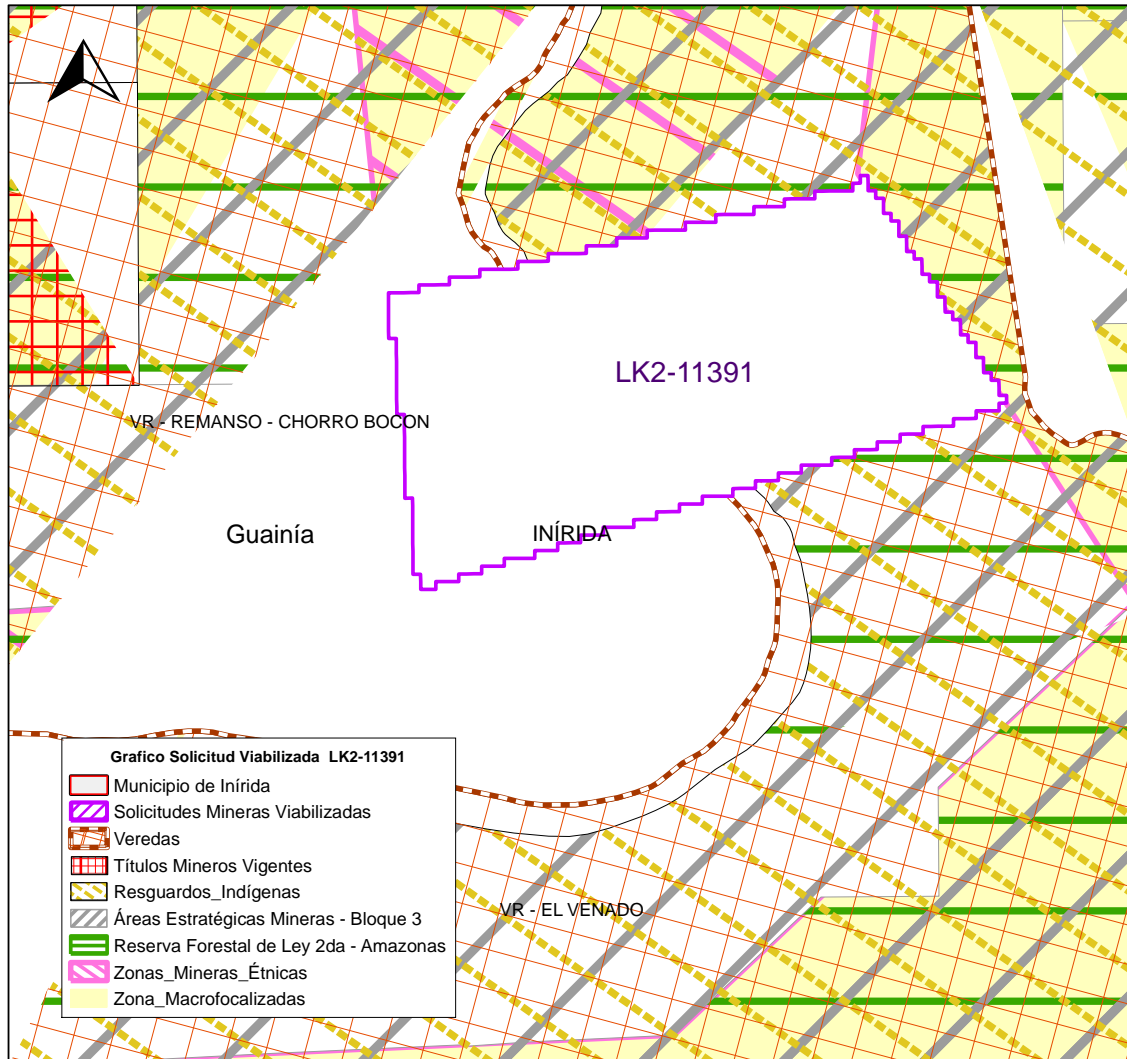 LK2-11391
VR - REMANSO - CHORRO BOCON
Guainía
INÍRIDA
Grafico Solicitud Viabilizada LK2-11391
Municipio de Inírida
Solicitudes Mineras Viabilizadas
Veredas
Títulos Mineros Vigentes
Resguardos_Indígenas
Áreas Estratégicas Mineras - Bloque 3
Reserva Forestal de Ley 2da - Amazonas
Zonas_Mineras_Étnicas
Zona_Macrofocalizadas
VR - EL VENADO